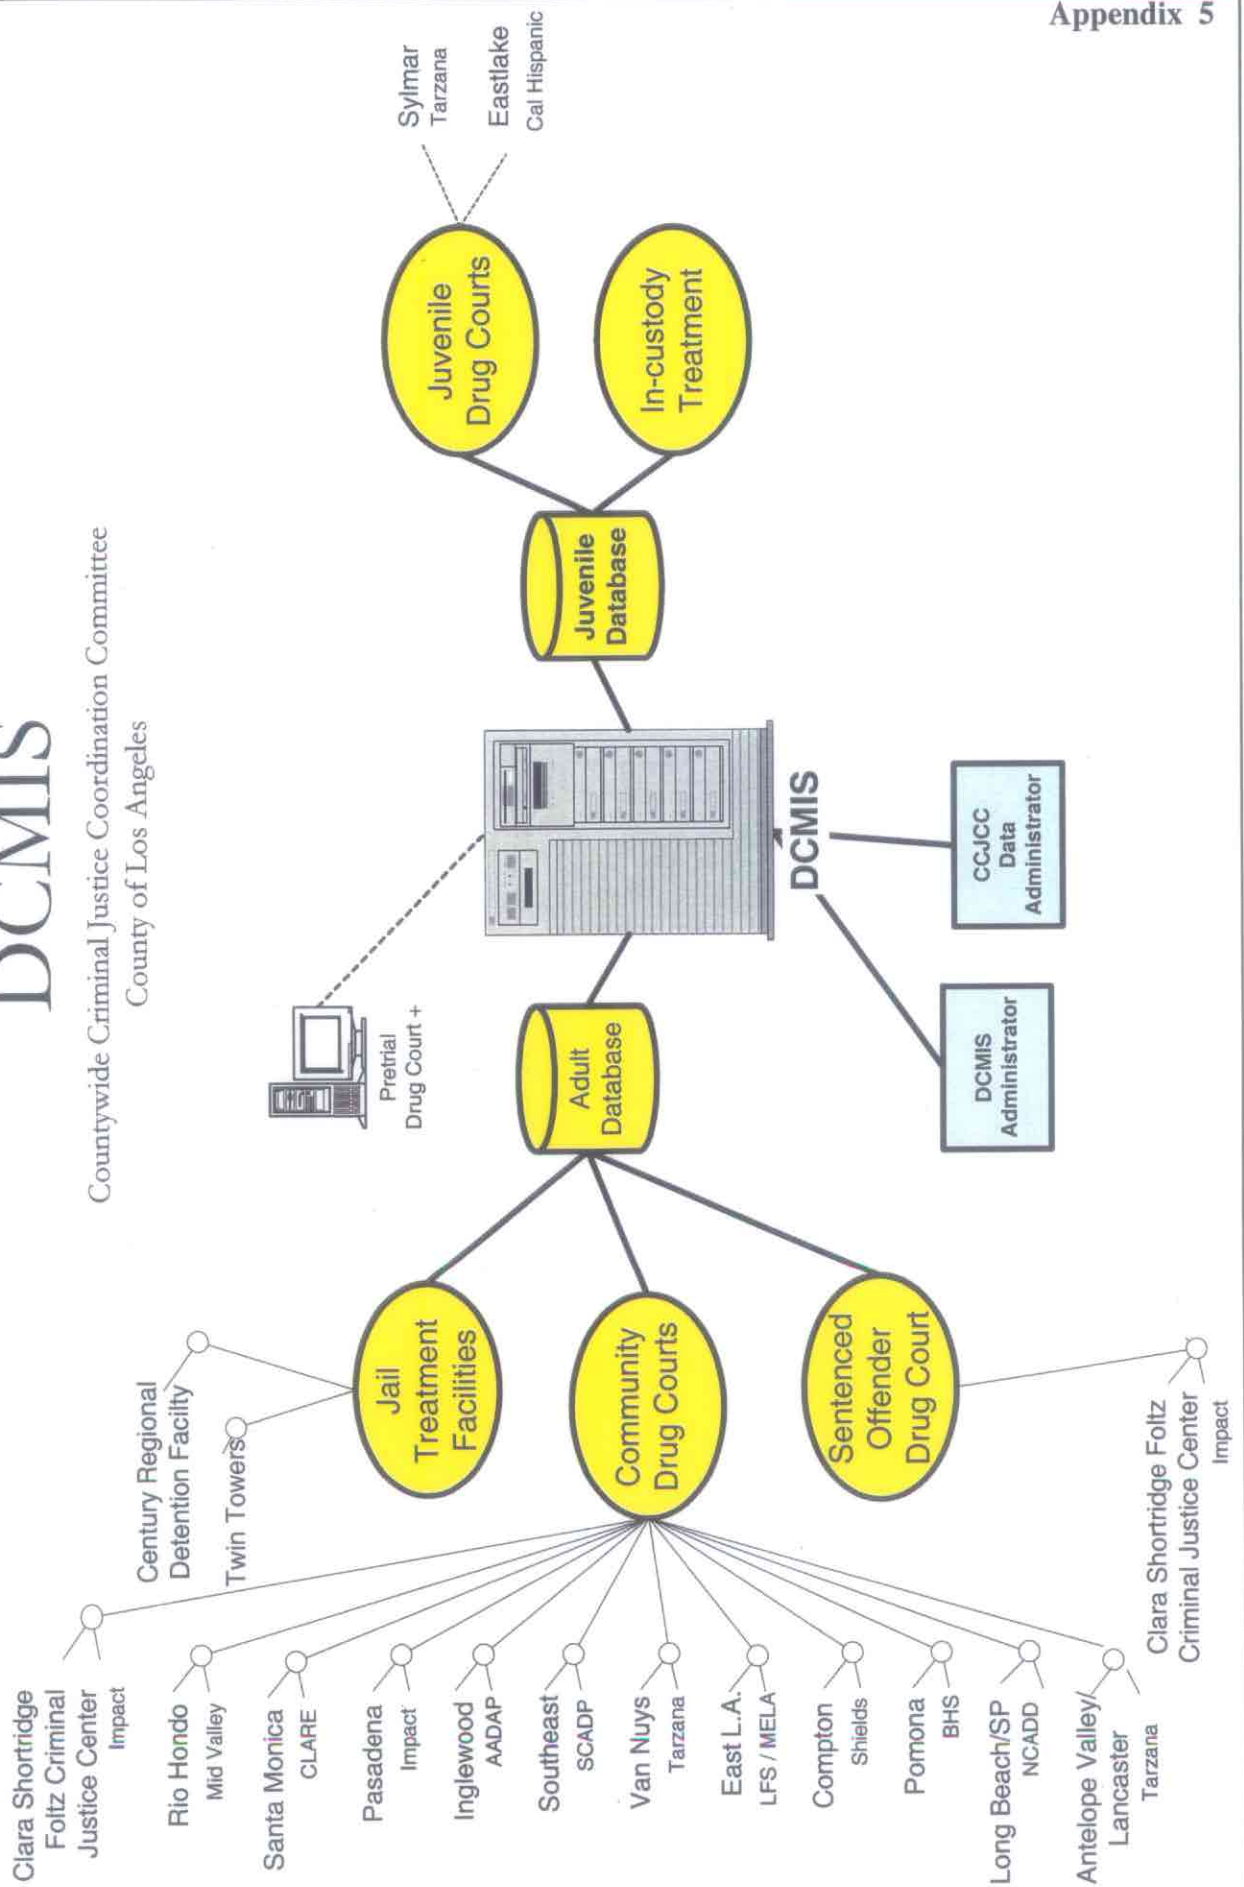 Appendix 5
DCMIS
Countywide Criminal Justice Coordination Committee
County of Los Angeles
Clara Shortridge
Foltz Criminal
Justice Center
Impact
Rio Hondo
Mid Valley
Santa Monica
CLARE
Pasadena
Impact
Inglewood
AADAP
Southeast
SCADP
Van Nuys
Tarzana
East L.A.
LFS / MELA
Compton
Shields
Pomona
BHS
Long Beach/SP
NCADD
Antelope Valley/
Lancaster
Tarzana
Century Regional
Detention Facilty
Twin Towers
Jail
Treatment
Facilities
Community
Drug Courts
Sentenced
Offender
Drug Court
Clara Shortridge Foltz
Criminal Justice Center
Impact
Pretrial
Drug Court +
Adult
Database
DCMIS
DCMIS
Administrator
CCJCC
Data
Administrator
Juvenile
Database
Juvenile
Drug Courts
In-custody
Treatment
Sylmar
Tarzana
Eastlake
Cal Hispanic